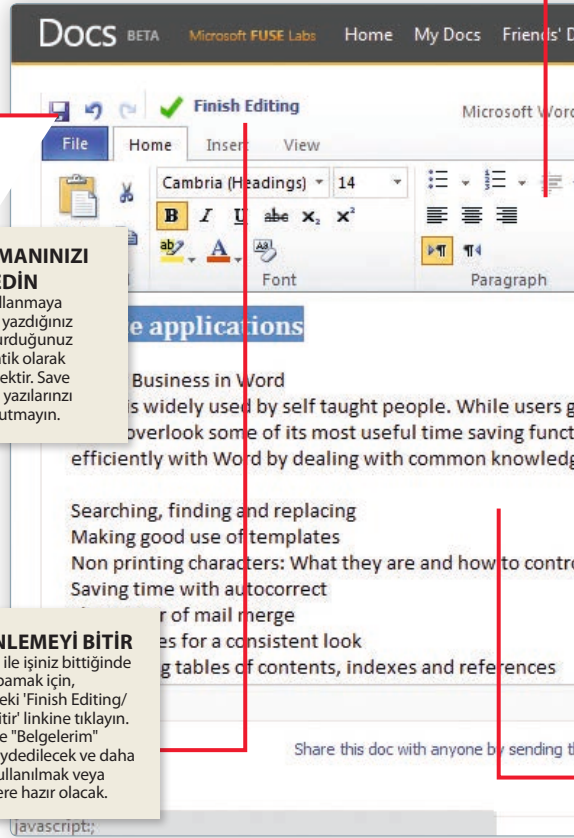 Docs BETA Microsoft FUSE Labs Home My Docs Friends' D
Finish Editing
Microsoft Word
File Home Insert View
Cambria (Headings) 14
B I U abe x₂ x²
ab A Aa
Font Paragraph
MANINIZI
EDİN
llanmaya
yazdığınız
urduğunuz
tik olarak
ektir. Save
yazılarınızı
utmayın.
e applications
Business in Word
is widely used by self taught people. While users g
overlook some of its most useful time saving funct
efficiently with Word by dealing with common knowledg
Searching, finding and replacing
Making good use of templates
Non printing characters: What they are and how to contro
Saving time with autocorrect
r of mail merge
es for a consistent look
g tables of contents, indexes and references
NLEMEYİ BİTİR
ile işiniz bittiğinde
pamak için,
eki 'Finish Editing/
itir' linkine tıklayın.
e "Belgelerim"
ydedilecek ve daha
ullanılmak veya
ere hazır olacak.
Share this doc with anyone by sending th
javascript:;